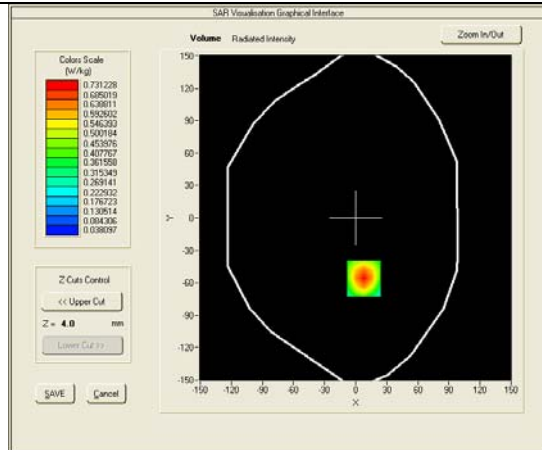 SAR Visualisation Graphical Interface
Volume Radiated Intensity
Zoom In/Out
Colors Scale
(W/kg)
0.731228
0.685019
0.638811
0.592602
0.546393
0.500184
0.453976
0.407767
0.361558
0.315349
0.269141
0.222932
0.176723
0.130514
0.084306
0.038097
Z Cuts Control
<< Upper Cut
Z = 4.0 mm
Lower Cut >>
SAVE Cancel
150-
120-
90-
60-
30-
0-
-30-
-60-
-90-
-120-
-150-
Y
-150 -120 -90 -60 -30 0 30 60 90 120 150
X